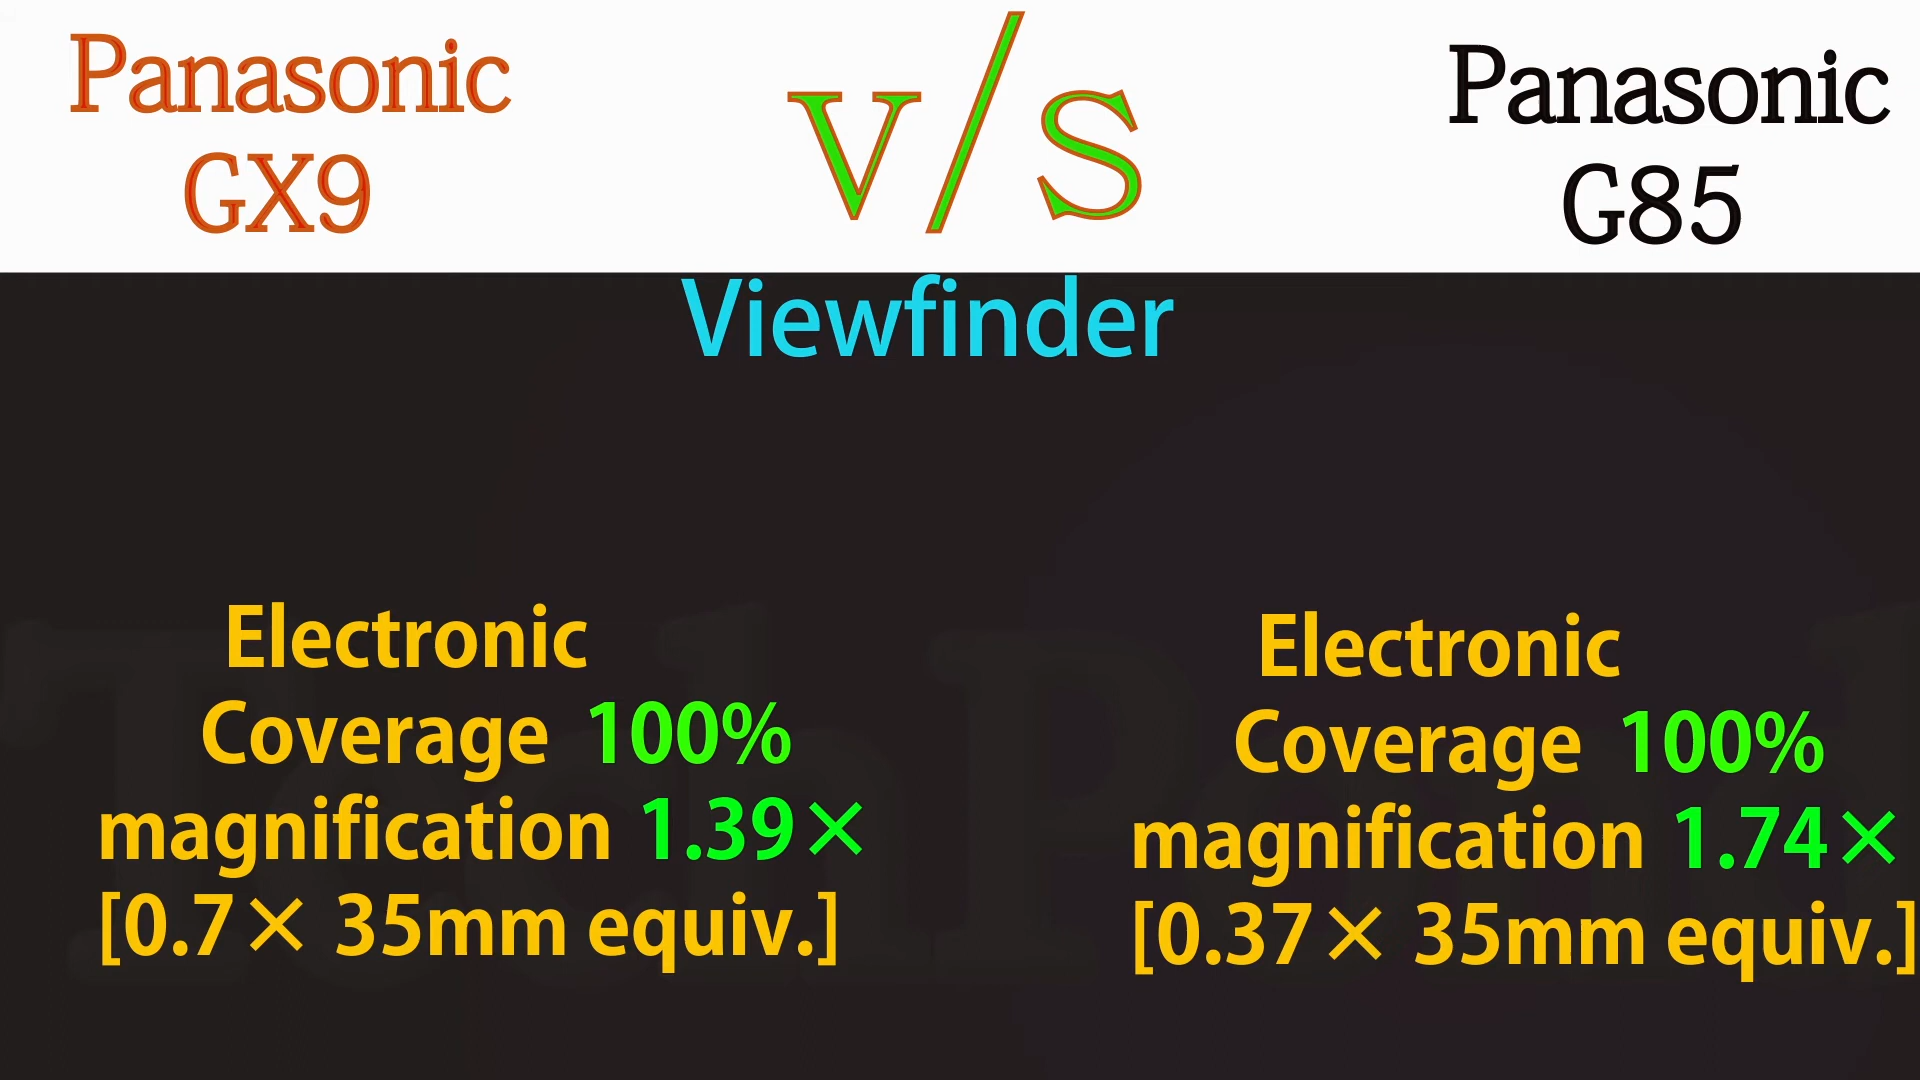 Panasonic
GX9
v/s
Panasonic
G85
Viewfinder
Electronic
Coverage 100%
magnification 1.39×
[0.7× 35mm equiv.]
Electronic
Coverage 100%
magnification 1.74×
[0.37× 35mm equiv.]